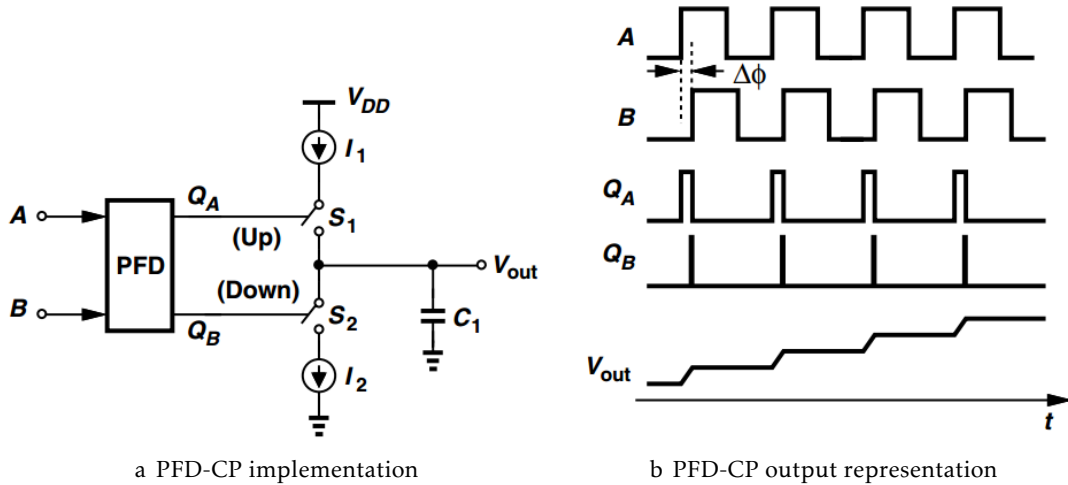 V_DD
I_1
A
Q_A
S_1
(Up)
PFD
V_out
(Down)
B
Q_B
S_2
C_1
I_2
a PFD-CP implementation
A
Δϕ
B
Q_A
Q_B
V_out
t
b PFD-CP output representation